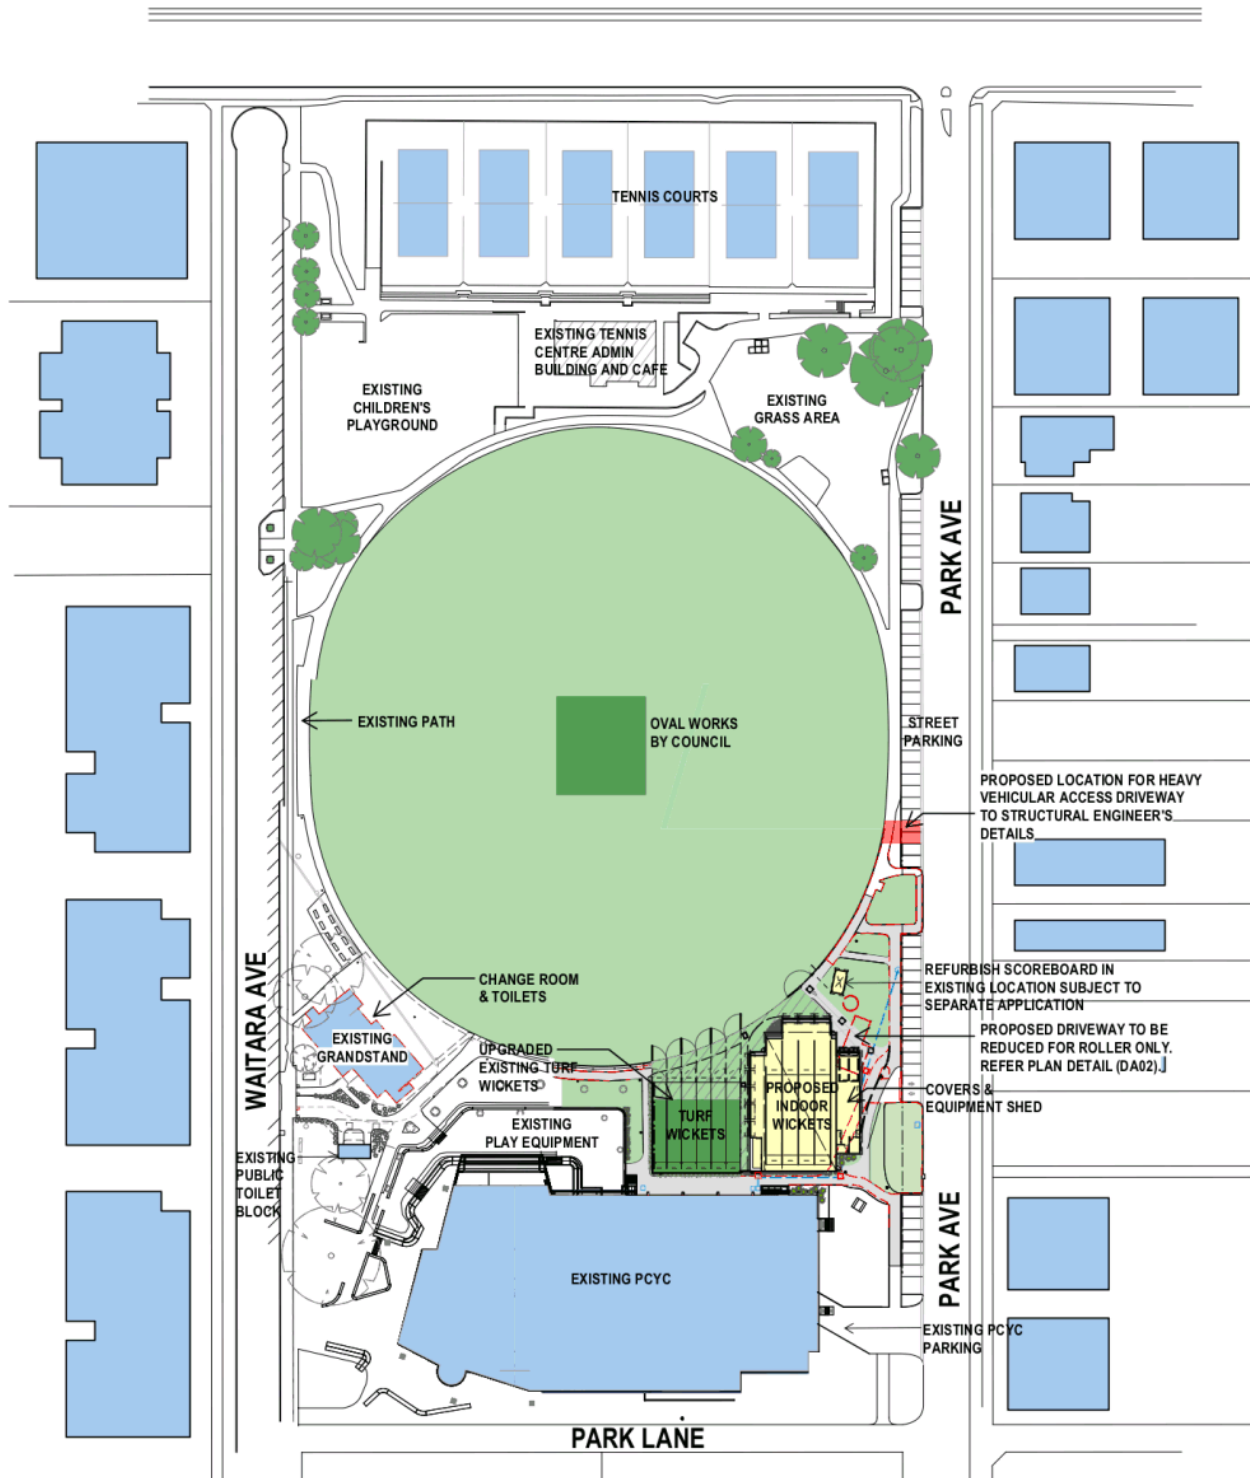 TENNIS COURTS
EXISTING TENNIS
CENTRE ADMIN
BUILDING AND CAFE
EXISTING
CHILDREN'S
PLAYGROUND
EXISTING
GRASS AREA
PARK AVE
EXISTING PATH
OVAL WORKS
BY COUNCIL
STREET
PARKING
PROPOSED LOCATION FOR HEAVY
VEHICULAR ACCESS DRIVEWAY
TO STRUCTURAL ENGINEER'S
DETAILS
WAITARA AVE
CHANGE ROOM
& TOILETS
REFURBISH SCOREBOARD IN
EXISTING LOCATION SUBJECT TO
SEPARATE APPLICATION
EXISTING
GRANDSTAND
UPGRADED
EXISTING TURF
WICKETS
PROPOSED DRIVEWAY TO BE
REDUCED FOR ROLLER ONLY.
REFER PLAN DETAIL (DA02).
PROPOSED
INDOOR
WICKETS
COVERS &
EQUIPMENT SHED
TURF
WICKETS
EXISTING
PLAY EQUIPMENT
EXISTING
PUBLIC
TOILET
BLOCK
PARK AVE
EXISTING PCYC
EXISTING PCYC
PARKING
PARK LANE